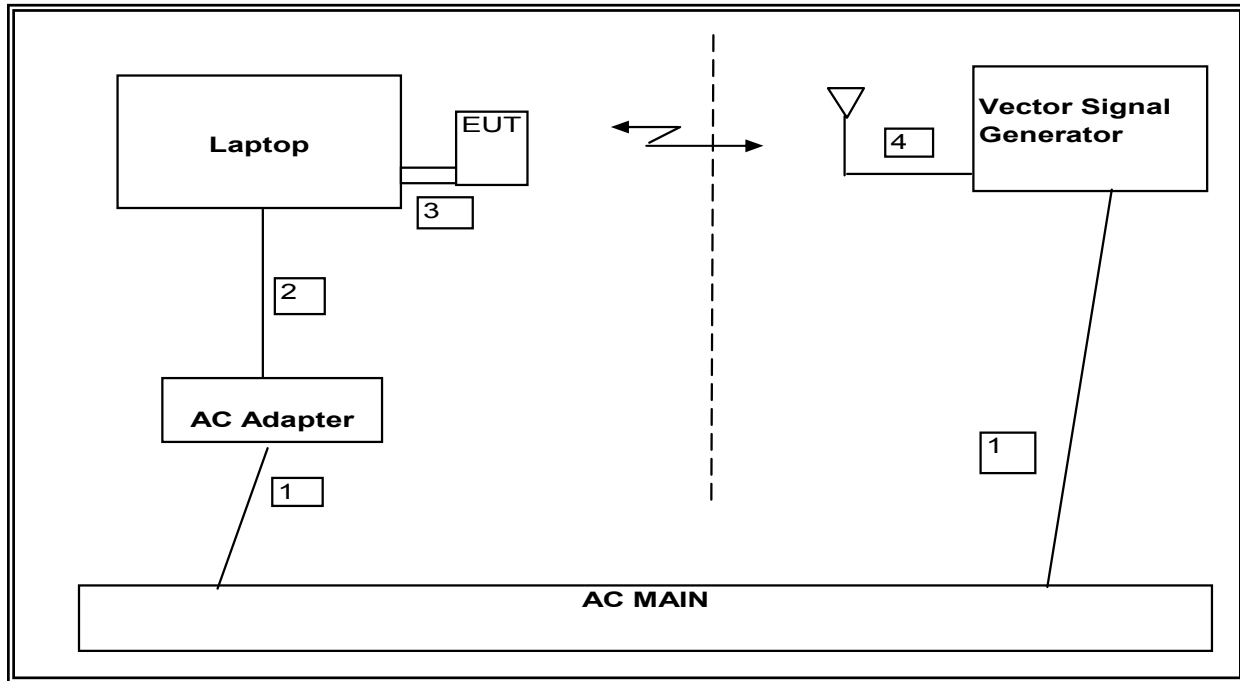 Laptop
EUT
3
2
AC Adapter
1
Vector Signal
Generator
4
1
AC MAIN